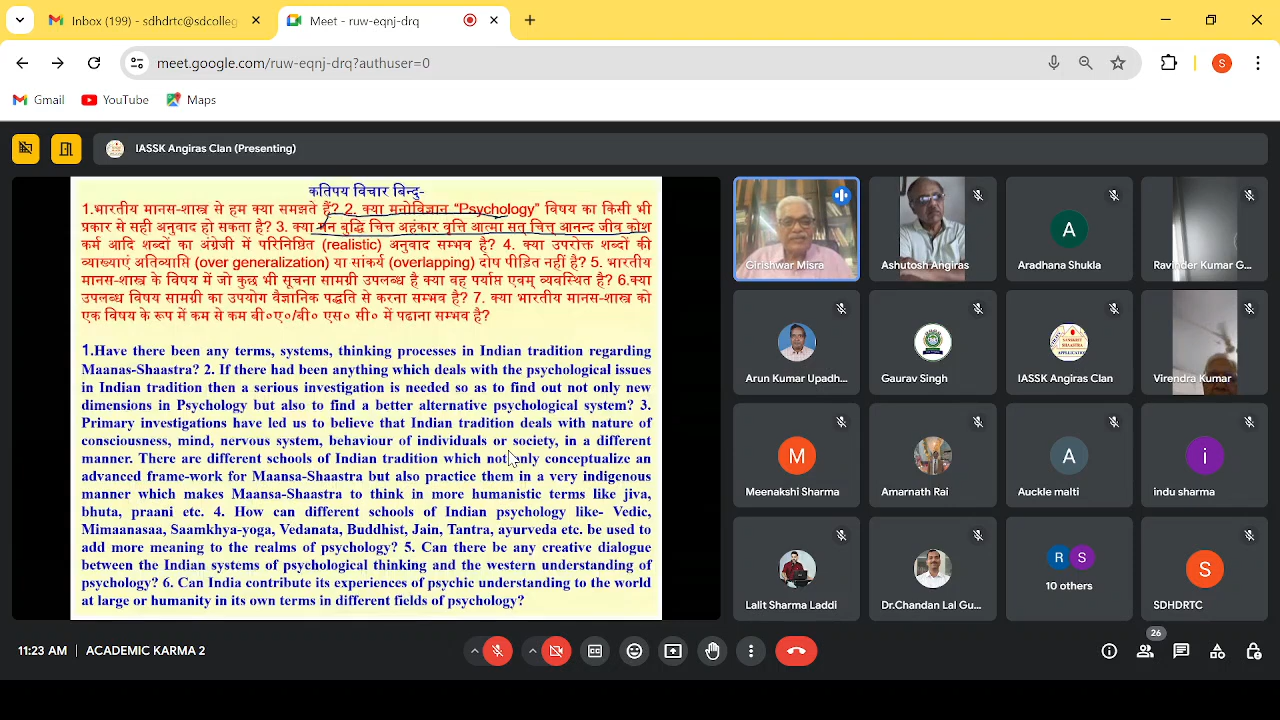 Inbox (199) - sdhdrtc@sdcolleg
Meet - ruw-eqnj-drq
meet.google.com/ruw-eqnj-drq?authuser=0
Gmail
YouTube
Maps
IASSK Angiras Clan (Presenting)
कतिपय विचार बिन्दु-
1.भारतीय मानस-शास्त्र से हम क्या समझते हैं? 2. क्या मनोविज्ञान “Psychology” विषय का किसी भी
प्रकार से सही अनुवाद हो सकता है? 3. क्या मन बुद्धि चित्त अहंकार वृत्ति आत्मा सत् चित्त् आनन्द जीव कोश
कर्म आदि शब्दों का अंग्रेजी में परिनिष्ठित (realistic) अनुवाद सम्भव है? 4. क्या उपरोक्त शब्दों की
व्याख्याएं अतिव्याप्ति (over generalization) या सांकर्य (overlapping) दोष पीड़ित नहीं है? 5. भारतीय
मानस-शास्त्र के विषय में जो कुछ भी सूचना सामग्री उपलब्ध है क्या वह पर्याप्त एवम् व्यवस्थित है? 6.क्या
उपलब्ध विषय सामग्री का उपयोग वैज्ञानिक पद्धति से करना सम्भव है? 7. क्या भारतीय मानस-शास्त्र को
एक विषय के रूप में कम से कम बी०ए०/बी० एस० सी० में पढाना सम्भव है?
1.Have there been any terms, systems, thinking processes in Indian tradition regarding
Maanas-Shaastra? 2. If there had been anything which deals with the psychological issues
in Indian tradition then a serious investigation is needed so as to find out not only new
dimensions in Psychology but also to find a better alternative psychological system? 3.
Primary investigations have led us to believe that Indian tradition deals with nature of
consciousness, mind, nervous system, behaviour of individuals or society, in a different
manner. There are different schools of Indian tradition which not only conceptualize an
advanced frame-work for Maansa-Shaastra but also practice them in a very indigenous
manner which makes Maansa-Shaastra to think in more humanistic terms like jiva,
bhuta, praani etc. 4. How can different schools of Indian psychology like- Vedic,
Mimaanasaa, Saamkhya-yoga, Vedanata, Buddhist, Jain, Tantra, ayurveda etc. be used to
add more meaning to the realms of psychology? 5. Can there be any creative dialogue
between the Indian systems of psychological thinking and the western understanding of
psychology? 6. Can India contribute its experiences of psychic understanding to the world
at large or humanity in its own terms in different fields of psychology?
Girishwar Misra
Ashutosh Angiras
A
Aradhana Shukla
Ravinder Kumar G...
Arun Kumar Upadh...
Gaurav Singh
IASSK Angiras Clan
Virendra Kumar
M
Meenakshi Sharma
Amarnath Rai
A
Auckle malti
i
indu sharma
Lalit Sharma Laddi
Dr.Chandan Lal Gu...
R S
10 others
S
SDHDRTC
11:23 AM | ACADEMIC KARMA 2
26